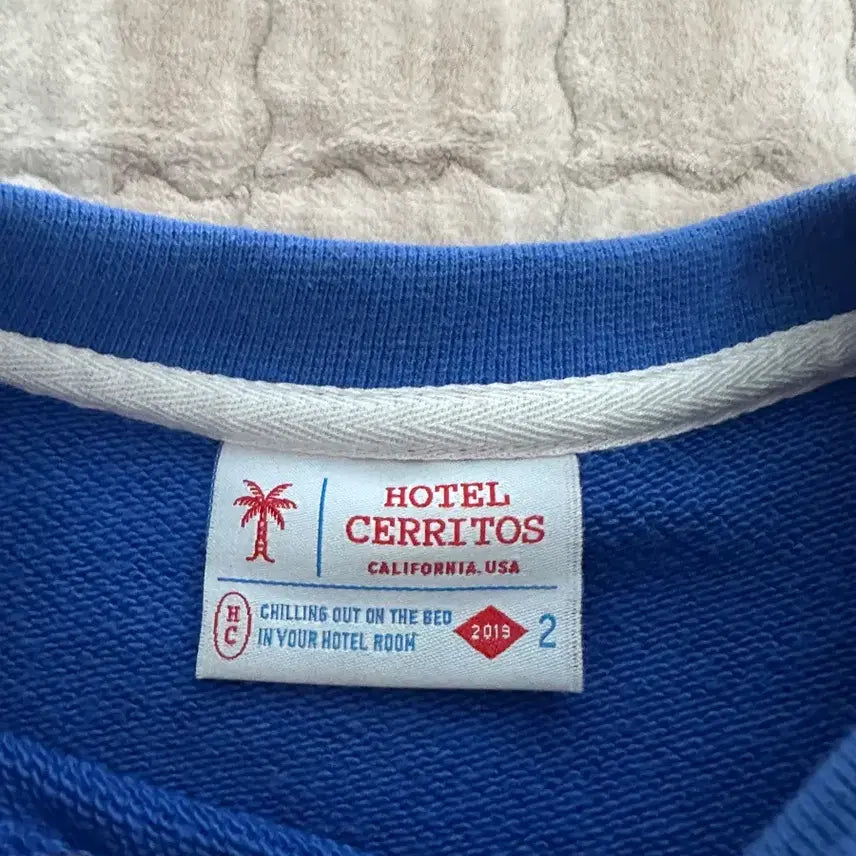 HOTEL
CERRITOS
CALIFORNIA, USA
HC
CHILLING OUT ON THE BED
IN YOUR HOTEL ROOM
2019
2